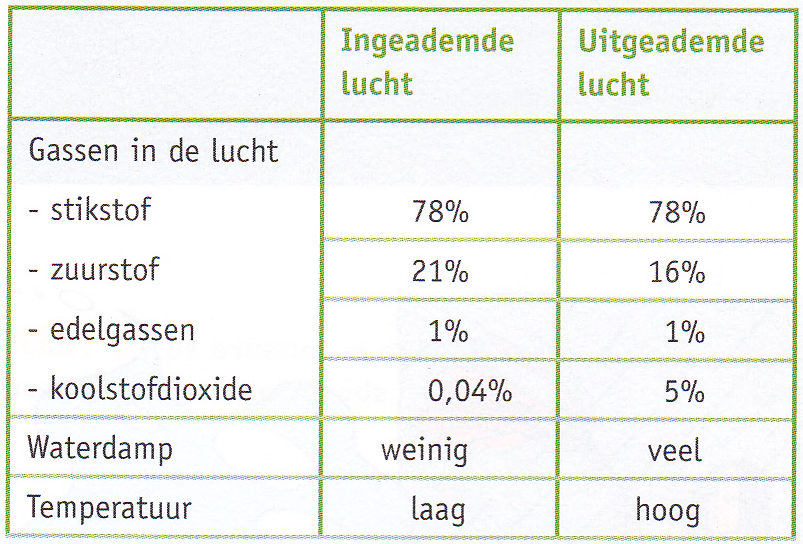 Ingeademde lucht Uitgeademde lucht
Gassen in de lucht
- stikstof 78% 78%
- zuurstof 21% 16%
- edelgassen 1% 1%
- koolstofdioxide 0,04% 5%
Waterdamp weinig veel
Temperatuur laag hoog